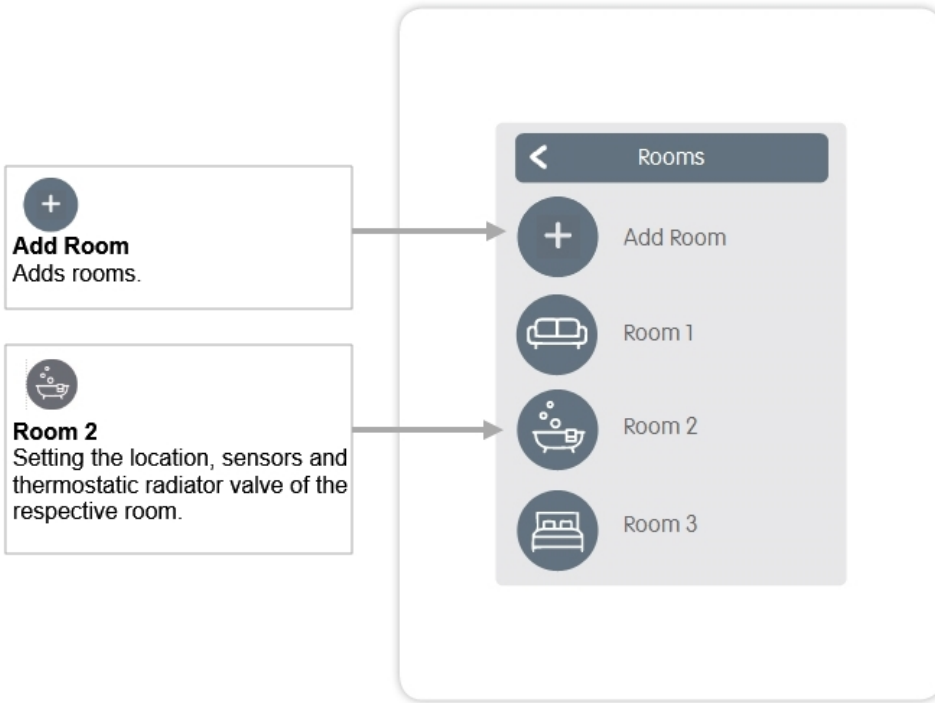 Add Room
Adds rooms.
Room 2
Setting the location, sensors and
thermostatic radiator valve of the
respective room.
Rooms
Add Room
Room 1
Room 2
Room 3